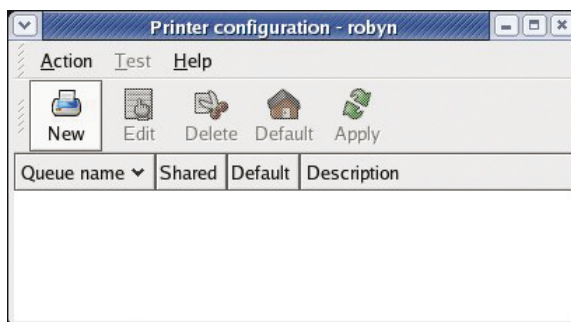 Printer configuration - robyn
Action Test Help
New Edit Delete Default Apply
Queue name Shared Default Description